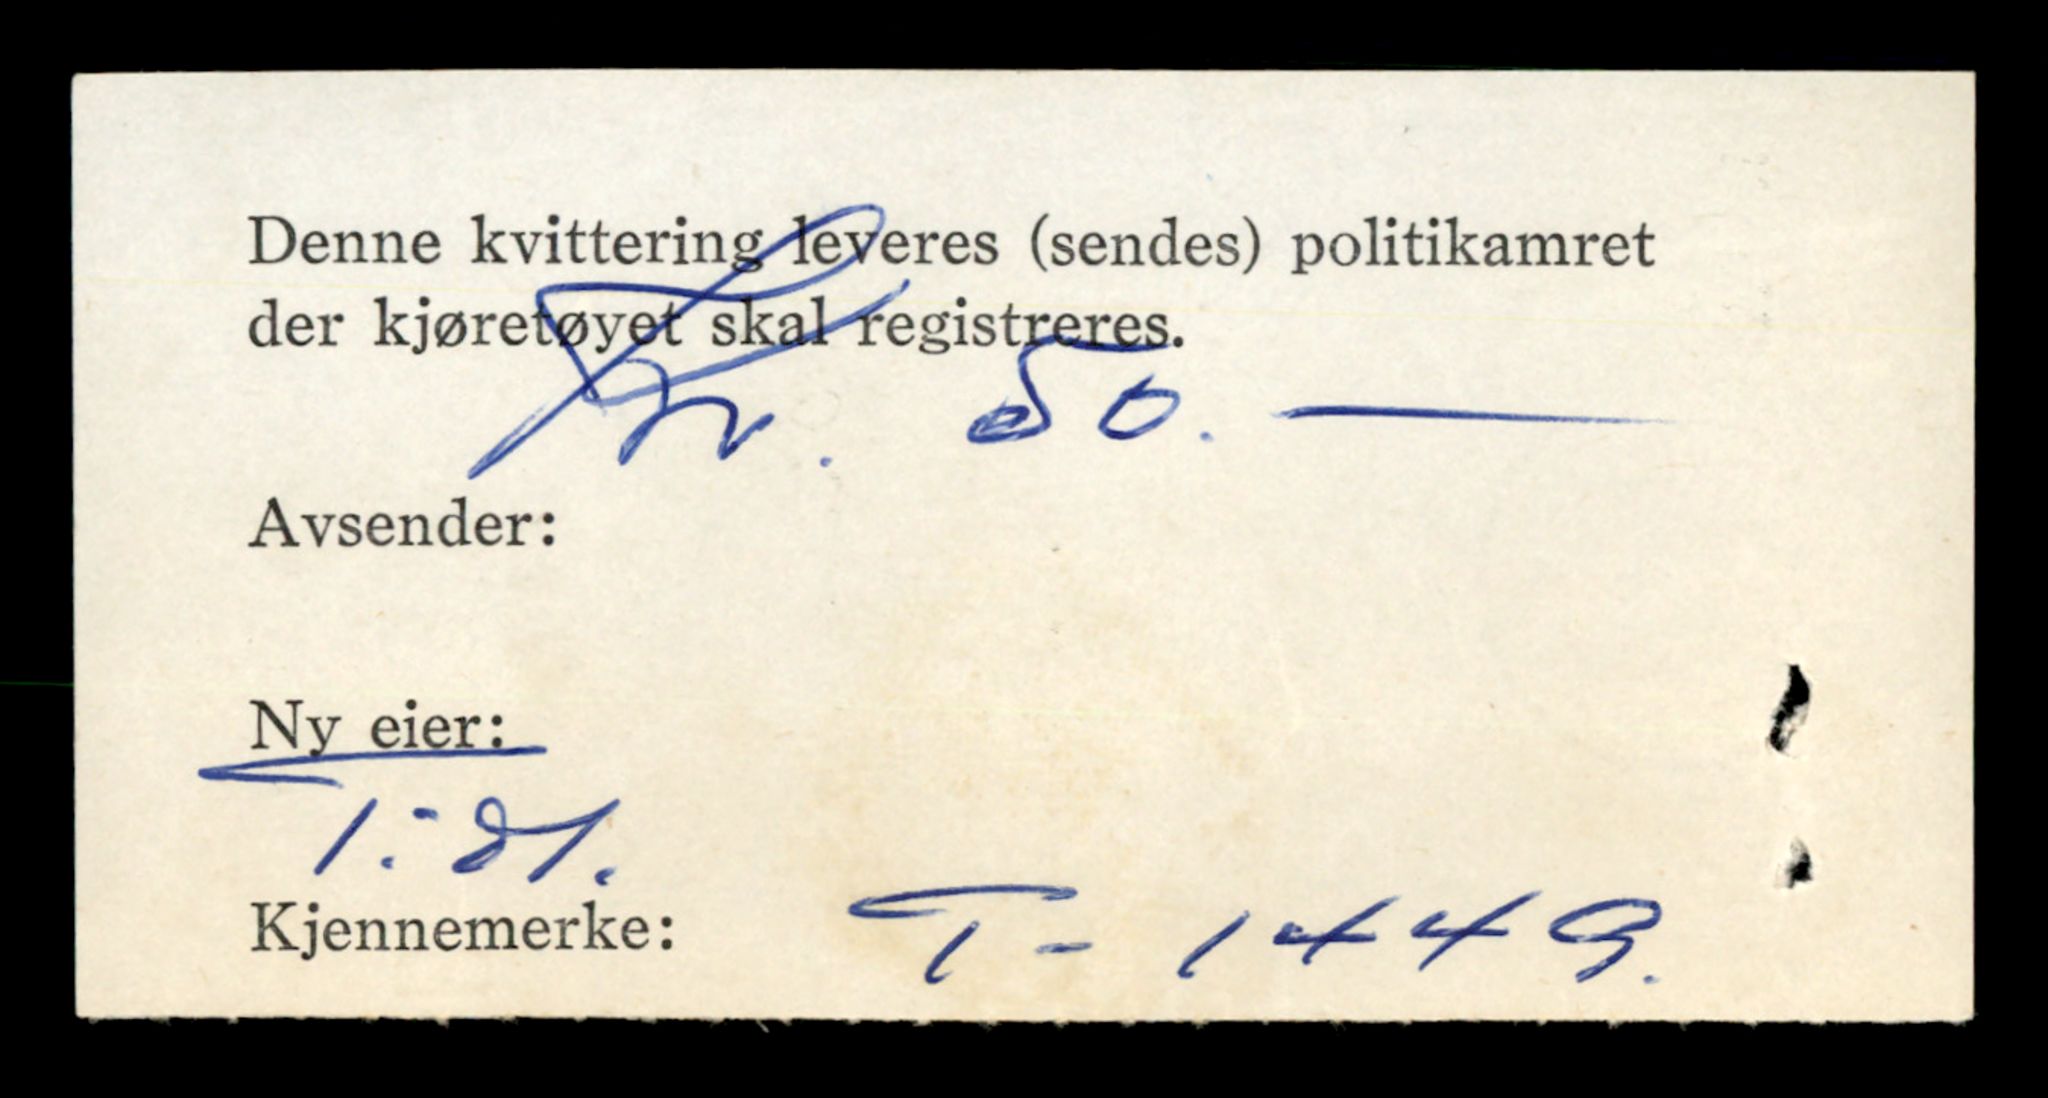 Denne kvittering leveres (sendes) politikamret
der kjøretøyet skal registreres.
Kr. 50. —
Avsender:
Ny eier:
Kjennemerke: T - 1449.